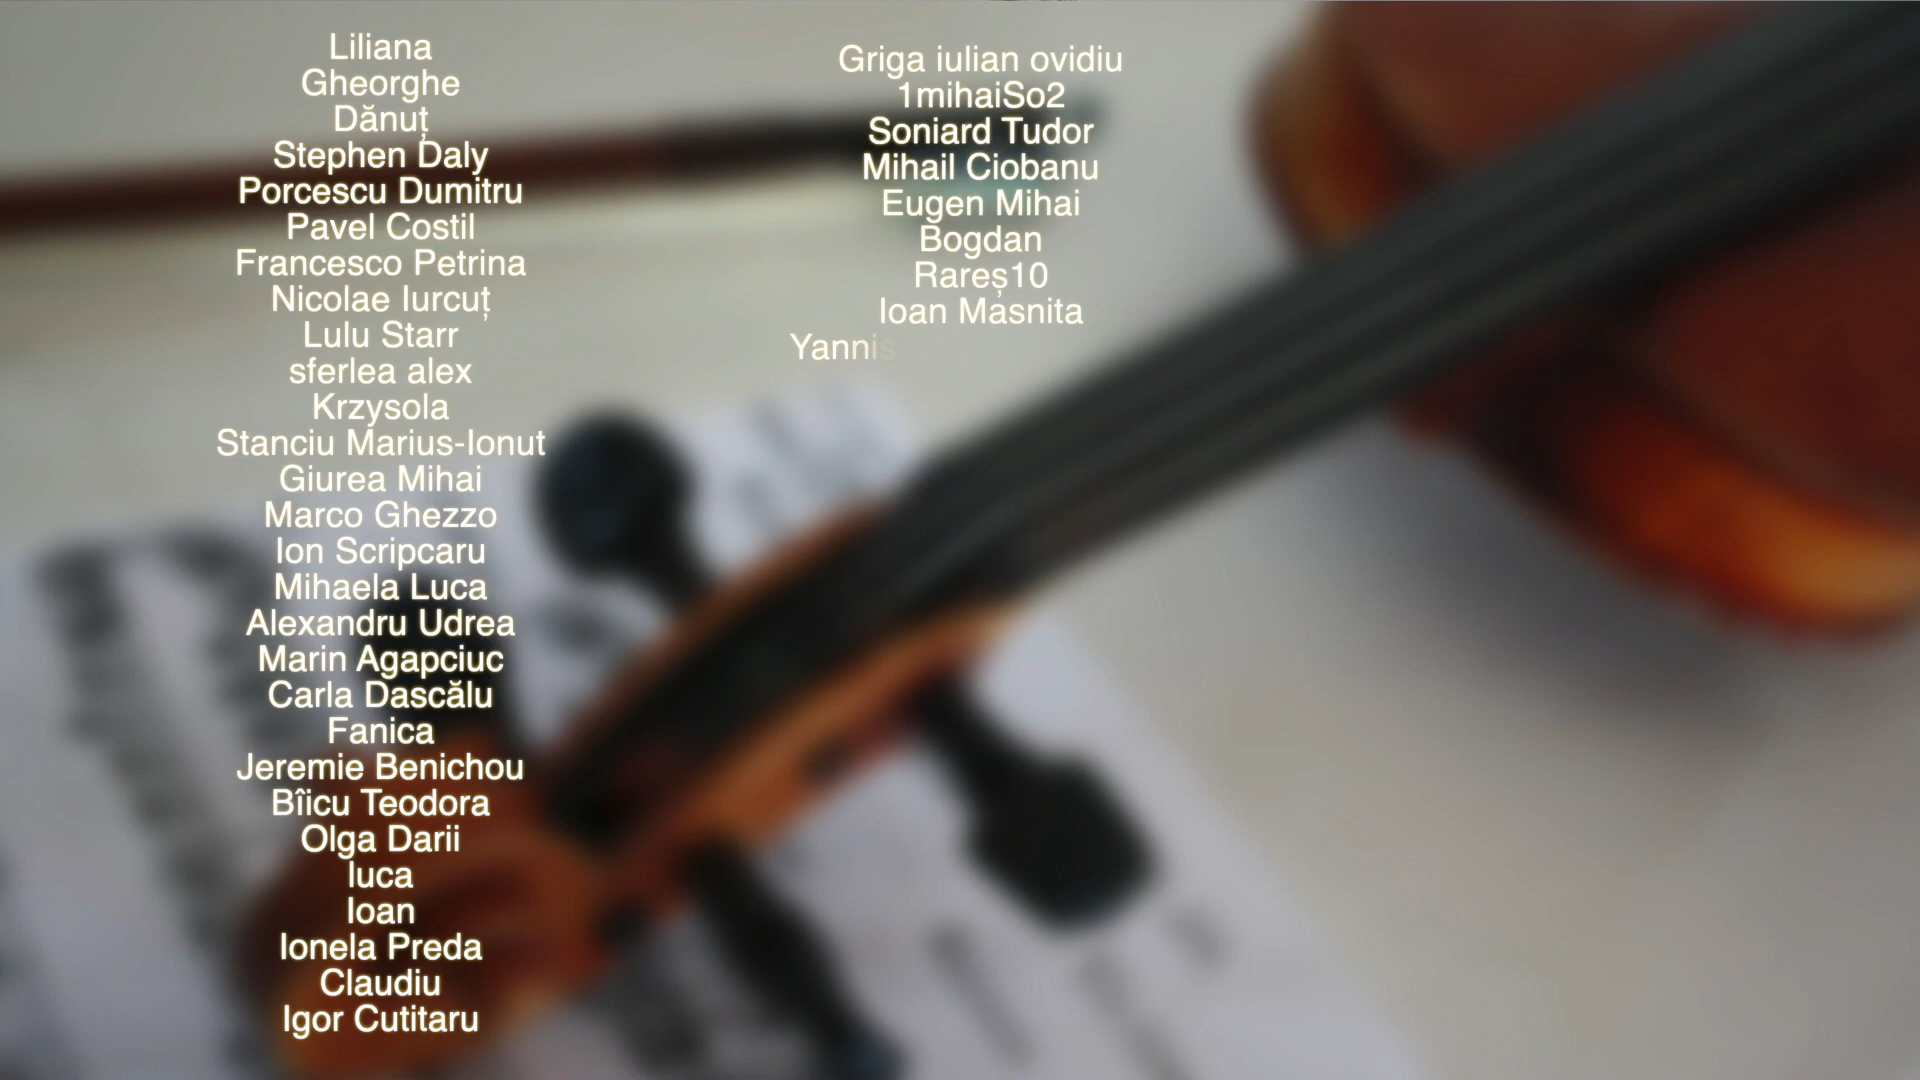 Liliana
Gheorghe
Dănuț
Stephen Daly
Porcescu Dumitru
Pavel Costil
Francesco Petrina
Nicolae Iurcuț
Lulu Starr
sferlea alex
Krzysola
Stanciu Marius-Ionut
Giurea Mihai
Marco Ghezzo
Ion Scripcaru
Mihaela Luca
Alexandru Udrea
Marin Agapciuc
Carla Dascălu
Fanica
Jeremie Benichou
Bîicu Teodora
Olga Darii
luca
Ioan
Ionela Preda
Claudiu
Igor Cutitaru
Griga iulian ovidiu
1mihaiSo2
Soniard Tudor
Mihail Ciobanu
Eugen Mihai
Bogdan
Rareș10
Ioan Masnita
Yannis